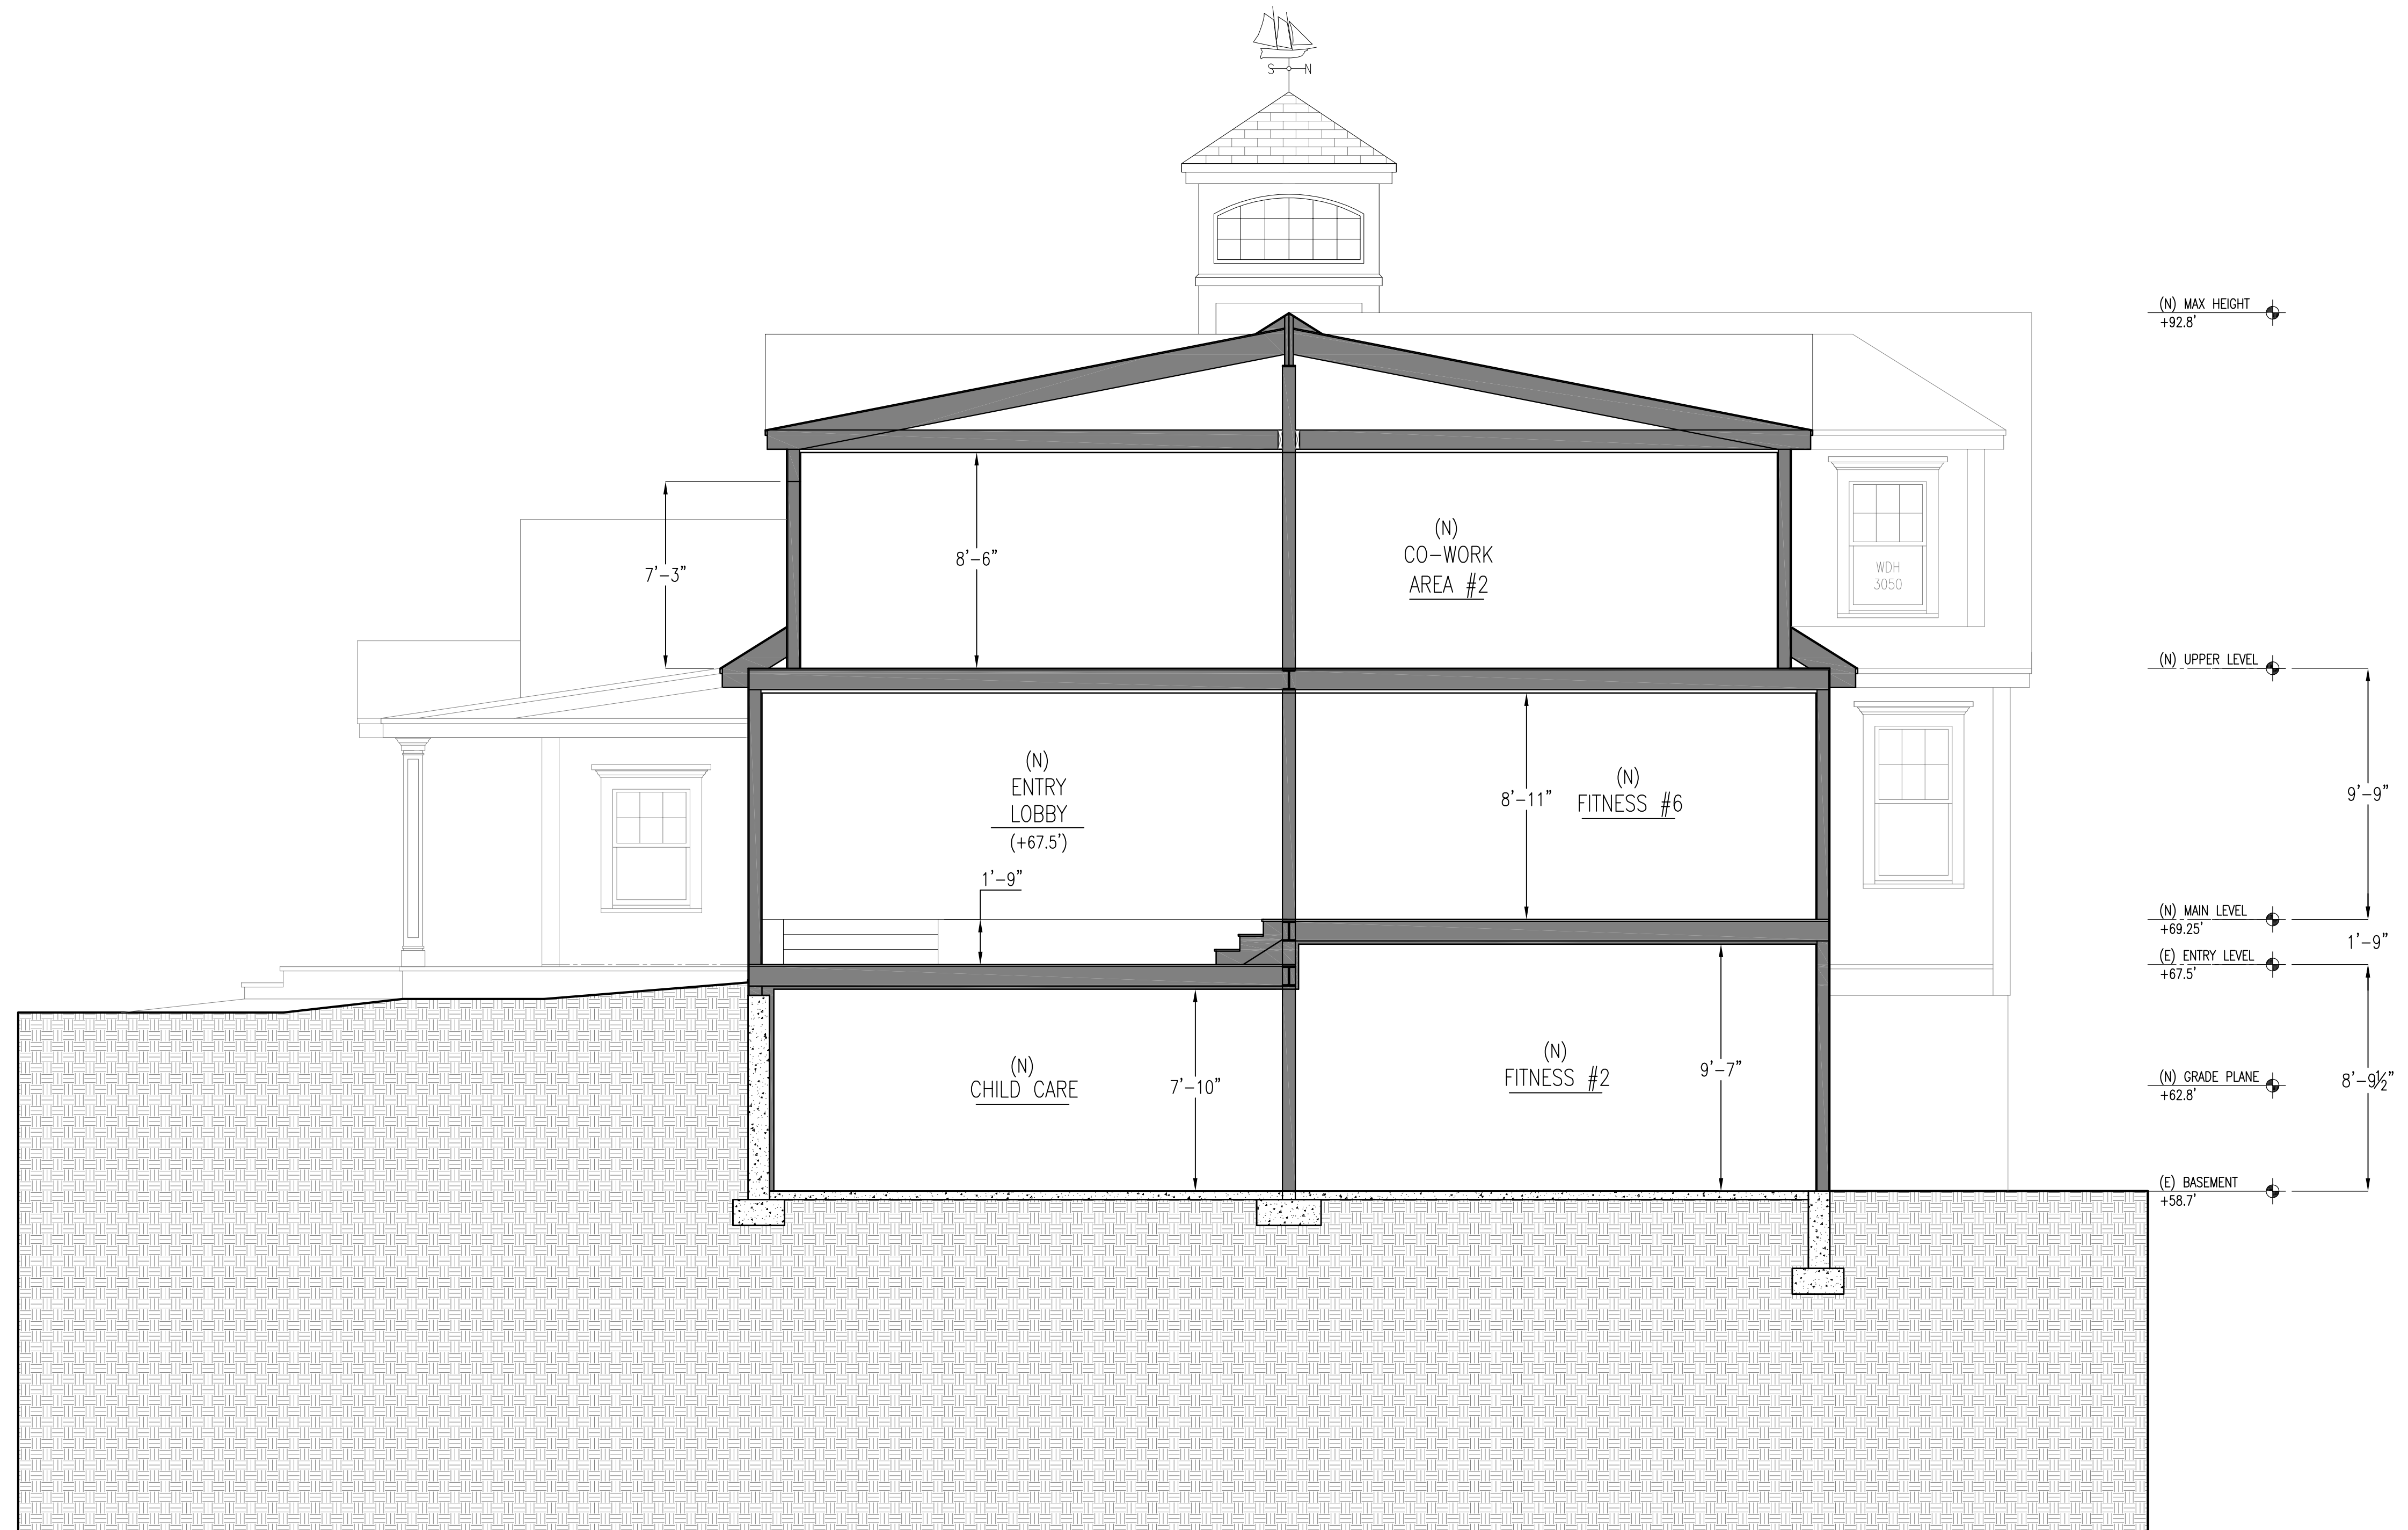 S N
(N) MAX HEIGHT
+92.8'
7'-3"
8'-6"
(N)
CO-WORK
AREA #2
WDH
3050
(N) UPPER LEVEL
(N)
ENTRY
LOBBY
(+67.5')
1'-9"
8'-11"
(N)
FITNESS #6
9'-9"
(N) MAIN LEVEL
+69.25'
1'-9"
(E) ENTRY LEVEL
+67.5'
(N)
CHILD CARE
7'-10"
(N)
FITNESS #2
9'-7"
(N) GRADE PLANE
+62.8'
8'-9½"
(E) BASEMENT
+58.7'